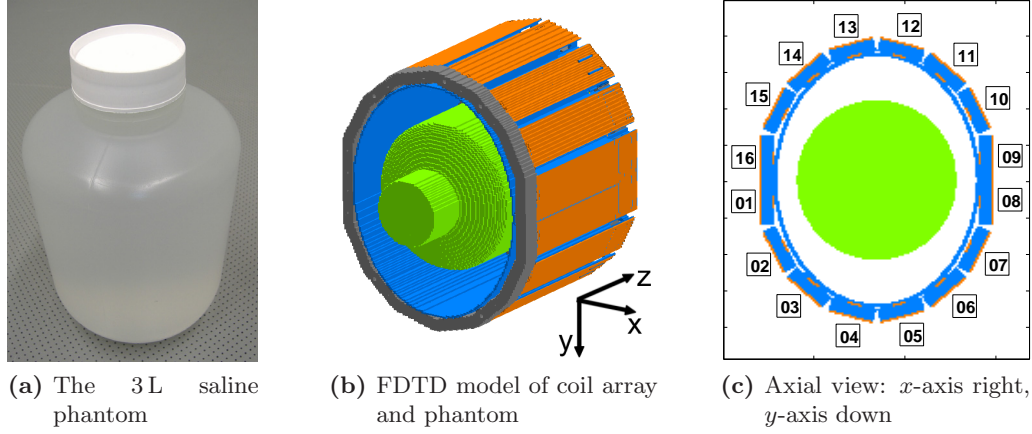 z
x
y
13
12
14
11
15
10
16
09
01
08
02
07
03
06
04
05
(a) The 3 L saline
phantom
(b) FDTD model of coil array
and phantom
(c) Axial view: x-axis right,
y-axis down